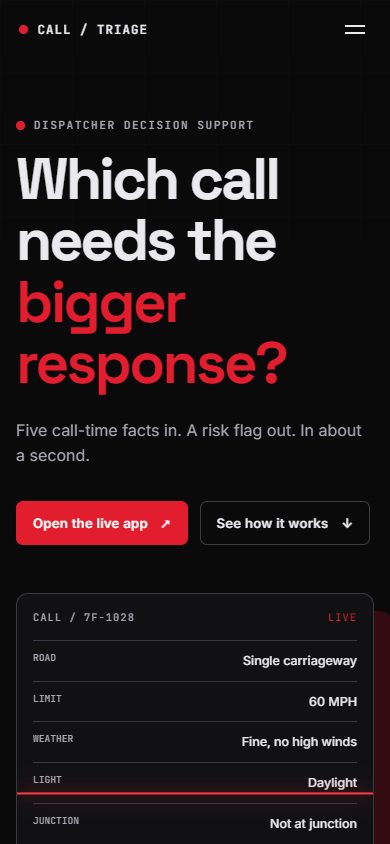 CALL / TRIAGE
DISPATCHER DECISION SUPPORT
Which call
needs the
bigger
response?
Five call-time facts in. A risk flag out. In about
a second.
Open the live app ↗
See how it works ↓
CALL / 7F-1028 LIVE
ROAD Single carriageway
LIMIT 60 MPH
WEATHER Fine, no high winds
LIGHT Daylight
JUNCTION Not at junction